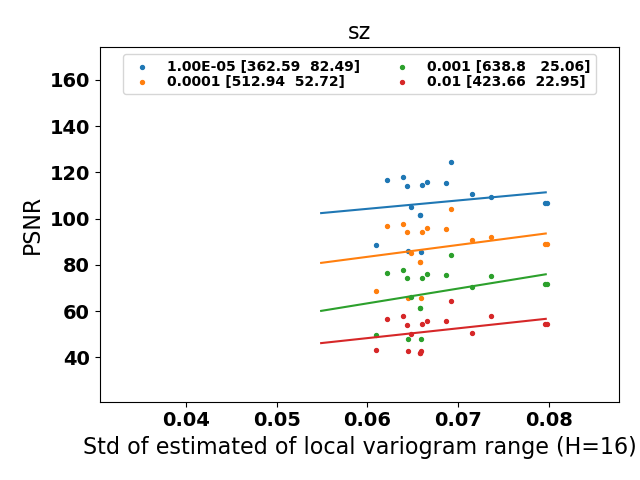 sz
1.00E-05 [362.59  82.49]
0.0001 [512.94  52.72]
0.001 [638.8   25.06]
0.01 [423.66  22.95]
160
140
120
100
80
60
40
PSNR
0.04 0.05 0.06 0.07 0.08
Std of estimated of local variogram range (H=16)